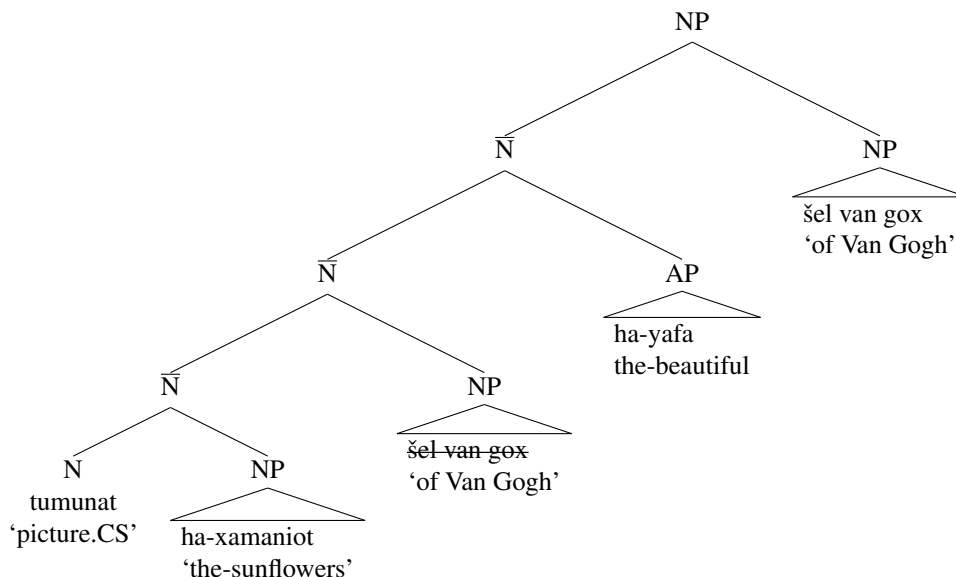 NP
N̅ NP
šel van gox
‘of Van Gogh’
N̅ AP
ha-yafa
the-beautiful
N̅ NP
šel van gox
‘of Van Gogh’
N NP
tumunat
‘picture.CS’
ha-xamaniot
‘the-sunflowers’